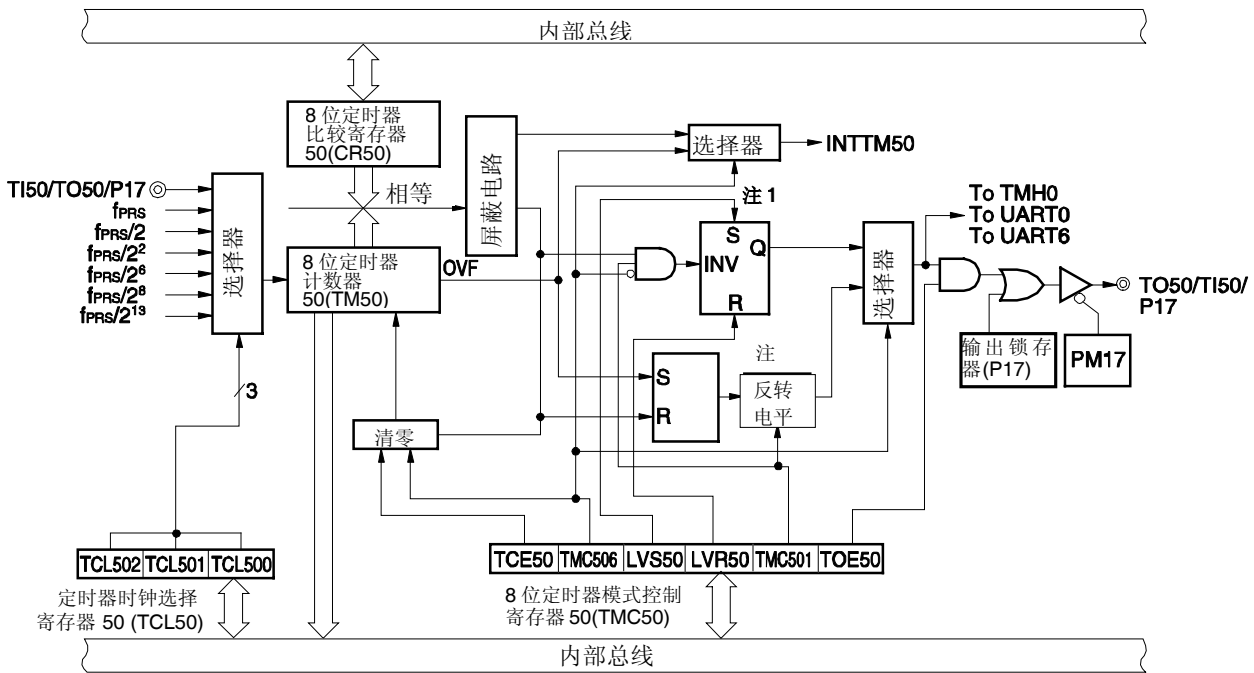 内部总线
8 位定时器
比较寄存器
50(CR50)
屏蔽电路
选择器
INTTM50
TI50/TO50/P17
fPRS
fPRS/2
fPRS/2²
fPRS/2⁶
fPRS/2⁸
fPRS/2¹³
选择器
相等
注 1
S
Q
INV
R
选择器
To TMH0
To UART0
To UART6
8 位定时器
计数器
50(TM50)
OVF
TO50/TI50/
P17
输出锁存
器(P17)
PM17
3
S
R
注
反转
电平
清零
TCL502
TCL501
TCL500
TCE50
TMC506
LVS50
LVR50
TMC501
TOE50
定时器时钟选择
寄存器 50 (TCL50)
8 位定时器模式控制
寄存器 50(TMC50)
内部总线